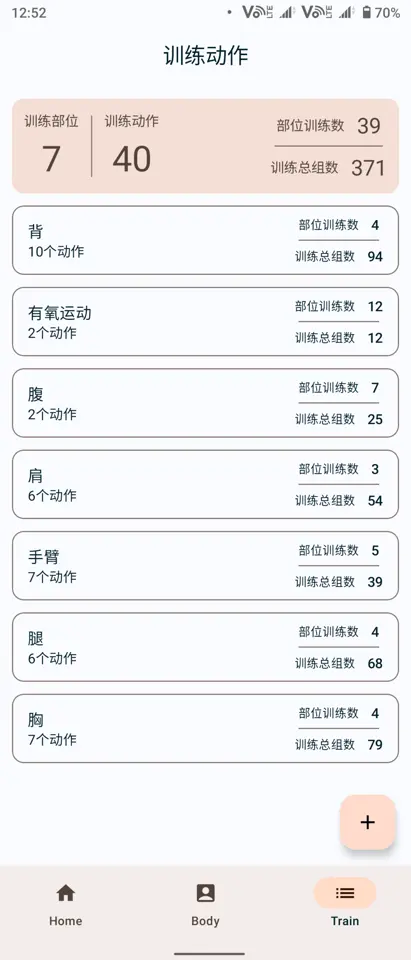 12:52
70%
训练动作
训练部位 训练动作 部位训练数 39
7 40 训练总组数 371
背 部位训练数 4
10个动作 训练总组数 94
有氧运动 部位训练数 12
2个动作 训练总组数 12
腹 部位训练数 7
2个动作 训练总组数 25
肩 部位训练数 3
6个动作 训练总组数 54
手臂 部位训练数 5
7个动作 训练总组数 39
腿 部位训练数 4
6个动作 训练总组数 68
胸 部位训练数 4
7个动作 训练总组数 79
+
Home Body Train